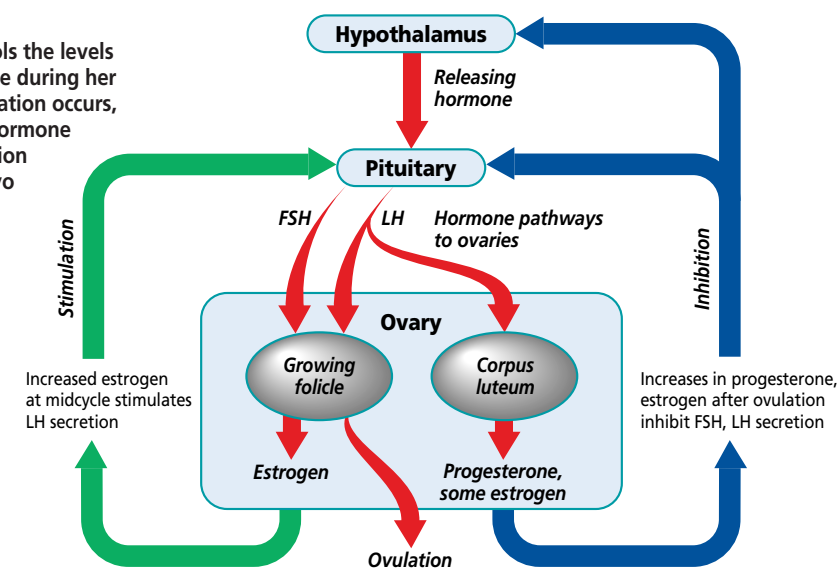 ols the levels
e during her
ation occurs,
ormone
ion
vo
Hypothalamus
Releasing
hormone
Pituitary
FSH
LH
Hormone pathways
to ovaries
Stimulation
Inhibition
Ovary
Growing
folicle
Corpus
luteum
Increased estrogen
at midcycle stimulates
LH secretion
Increases in progesterone,
estrogen after ovulation
inhibit FSH, LH secretion
Estrogen
Progesterone,
some estrogen
Ovulation